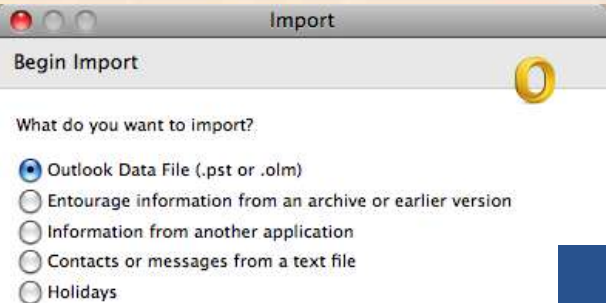 Import
Begin Import
What do you want to import?
Outlook Data File (.pst or .olm)
Entourage information from an archive or earlier version
Information from another application
Contacts or messages from a text file
Holidays